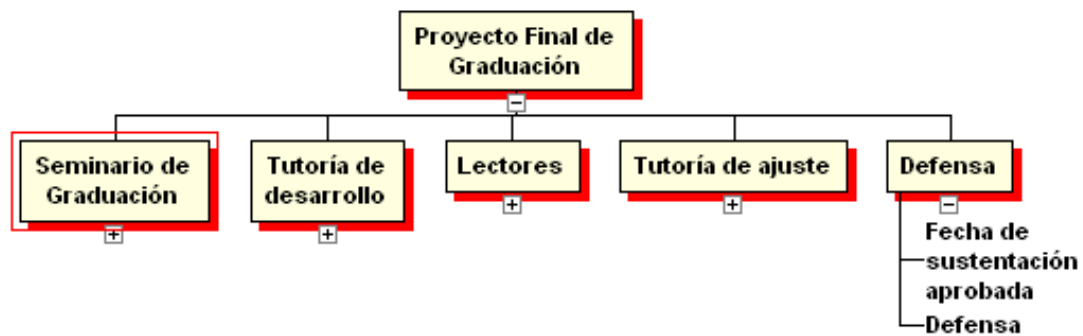 Proyecto Final de
Graduación
Seminario de
Graduación
Tutoría de
desarrollo
Lectores
Tutoría de ajuste
Defensa
Fecha de
sustentación
aprobada
Defensa